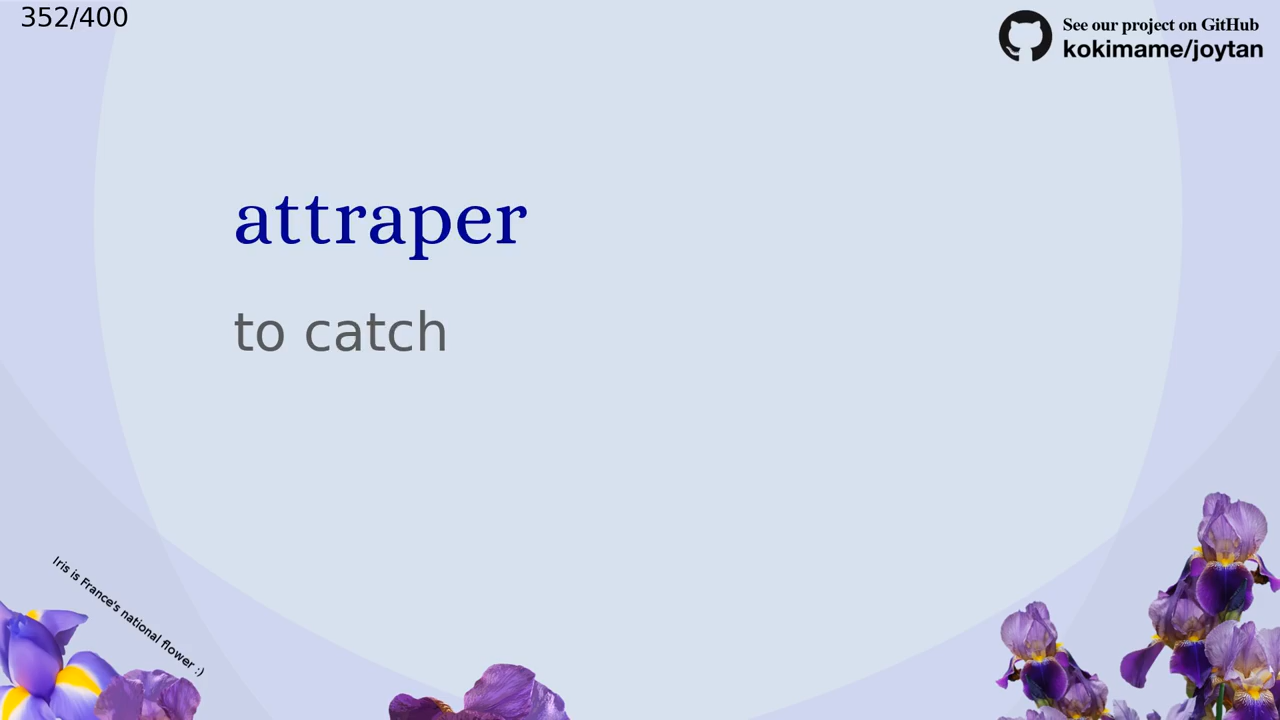 352/400
See our project on GitHub
kokimame/joytan
attraper
to catch
Iris is France's national flower :)